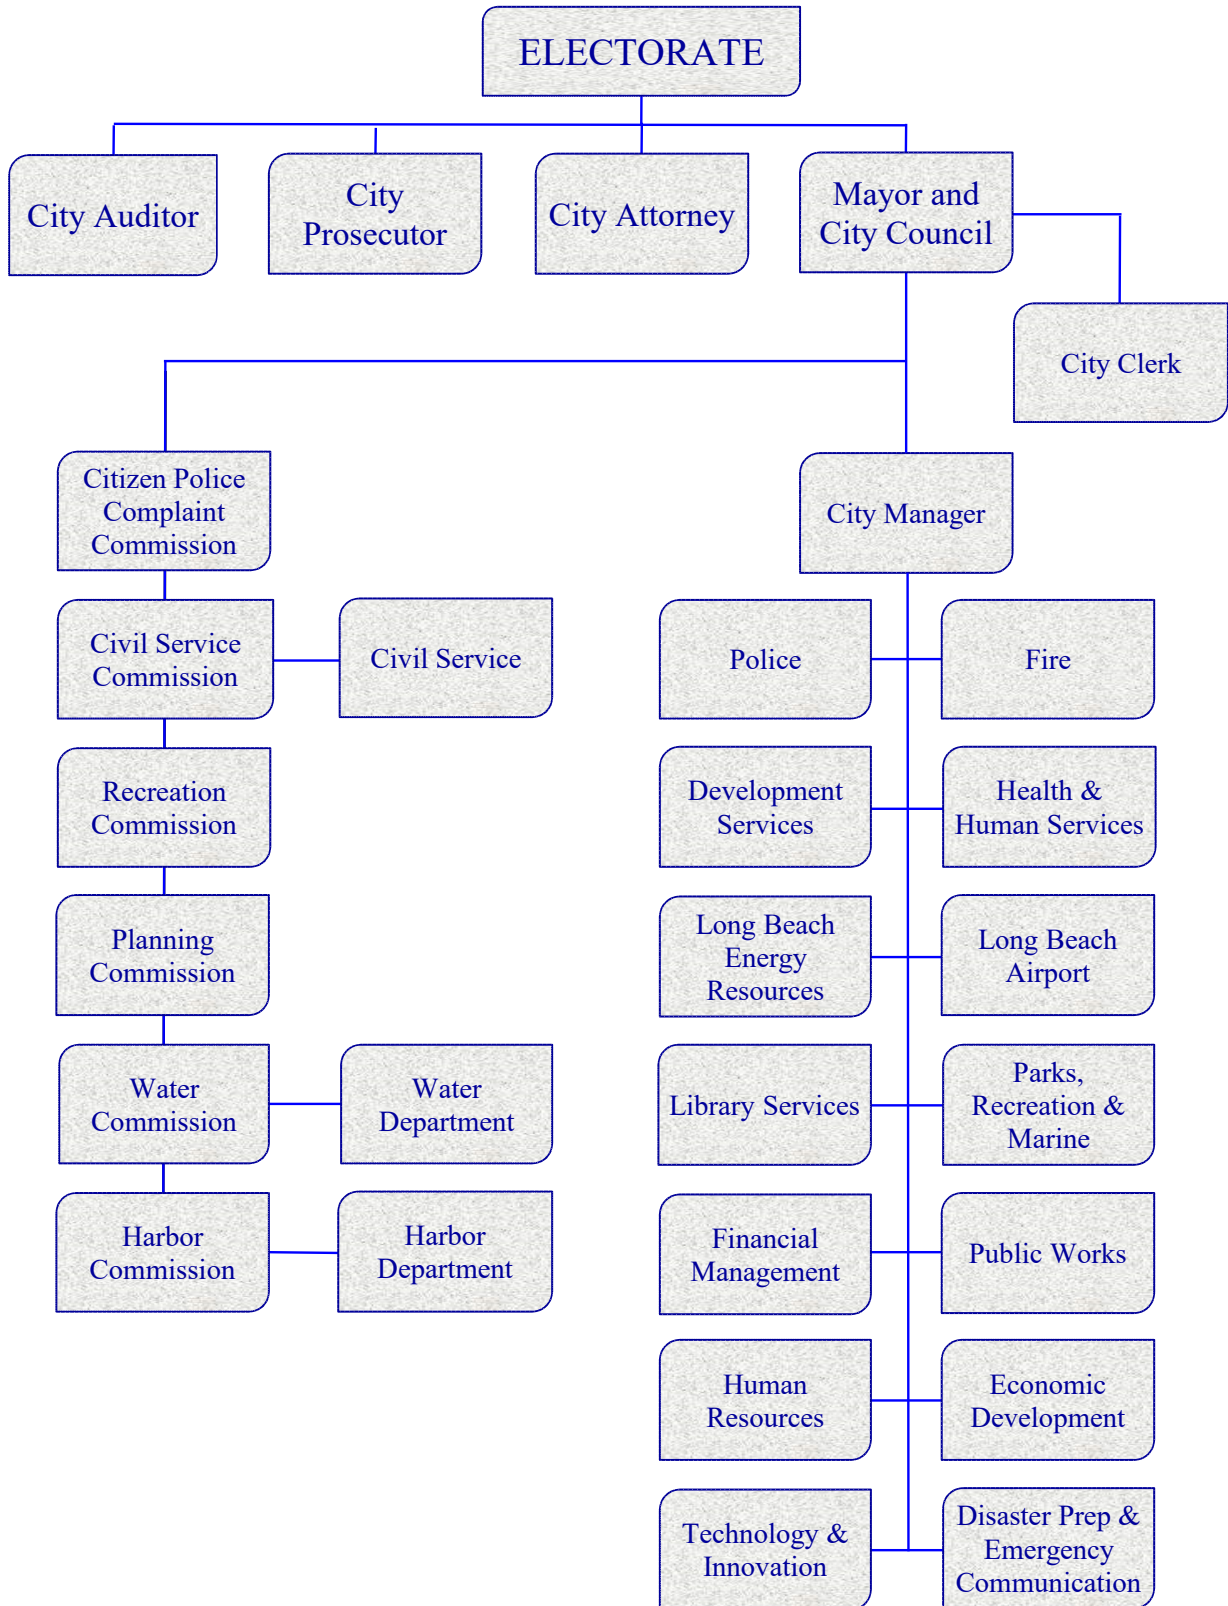 ELECTORATE
City Auditor
City
Prosecutor
City Attorney
Mayor and
City Council
City Clerk
Citizen Police
Complaint
Commission
City Manager
Civil Service
Commission
Civil Service
Police
Fire
Recreation
Commission
Development
Services
Health &
Human Services
Planning
Commission
Long Beach
Energy
Resources
Long Beach
Airport
Water
Commission
Water
Department
Library Services
Parks,
Recreation &
Marine
Harbor
Commission
Harbor
Department
Financial
Management
Public Works
Human
Resources
Economic
Development
Technology &
Innovation
Disaster Prep &
Emergency
Communication